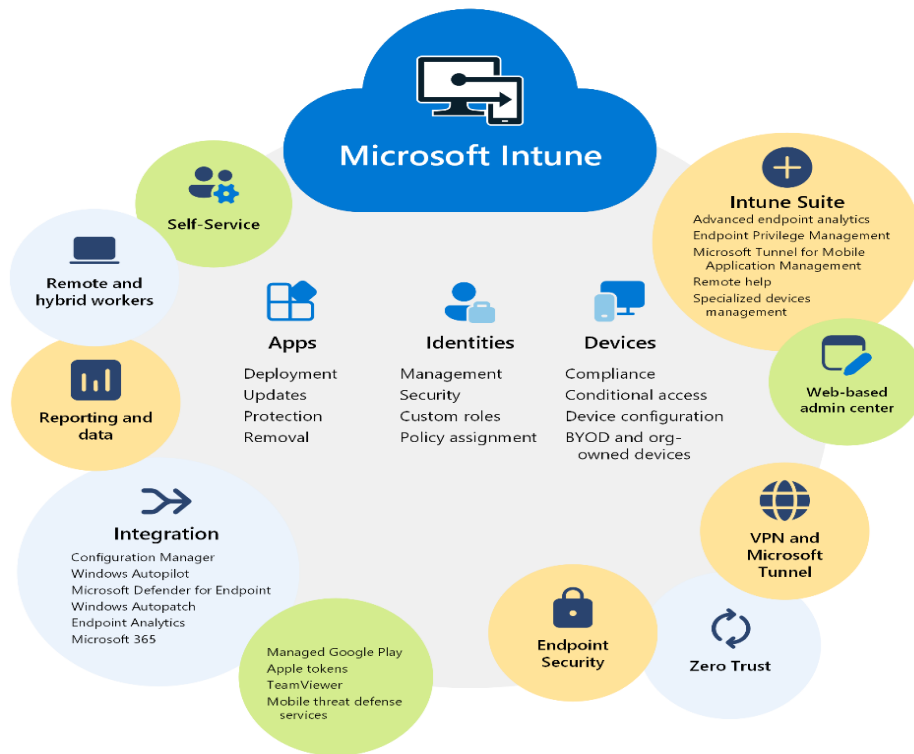 Microsoft Intune
Self-Service
Remote and
hybrid workers
Reporting and
data
Integration
Configuration Manager
Windows Autopilot
Microsoft Defender for Endpoint
Windows Autopatch
Endpoint Analytics
Microsoft 365
Managed Google Play
Apple tokens
TeamViewer
Mobile threat defense
services
Apps
Deployment
Updates
Protection
Removal
Identities
Management
Security
Custom roles
Policy assignment
Devices
Compliance
Conditional access
Device configuration
BYOD and org-
owned devices
Intune Suite
Advanced endpoint analytics
Endpoint Privilege Management
Microsoft Tunnel for Mobile
Application Management
Remote help
Specialized devices
management
Web-based
admin center
VPN and
Microsoft
Tunnel
Zero Trust
Endpoint
Security